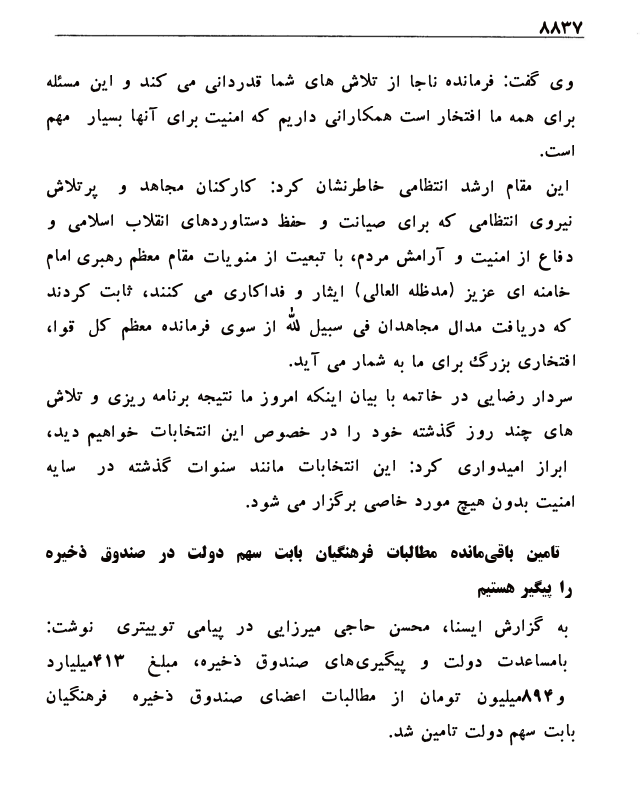 ۸۸۳۷
وی گفت: فرمانده ناجا از تلاش های شما قدردانی می کند و این مسئله
برای همه ما افتخار است همکارانی داریم که امنیت برای آنها بسیار مهم
است.
این مقام ارشد انتظامی خاطرنشان کرد: کارکنان مجاهد و پرتلاش
نیروی انتظامی که برای صیانت و حفظ دستاوردهای انقلاب اسلامی و
دفاع از امنیت و آرامش مردم، با تبعیت از منویات مقام معظم رهبری امام
خامنه ای عزیز (مدظله العالی) ایثار و فداکاری می کنند، ثابت کردند
که دریافت مدال مجاهدان فی سبیل لله از سوی فرمانده معظم کل قوا،
افتخاری بزرگ برای ما به شمار می آید.
سردار رضایی در خاتمه با بیان اینکه امروز ما نتیجه برنامه ریزی و تلاش
های چند روز گذشته خود را در خصوص این انتخابات خواهیم دید،
ابراز امیدواری کرد: این انتخابات مانند سنوات گذشته در سایه
امنیت بدون هیچ مورد خاصی برگزار می شود.
تامین باقی‌مانده مطالبات فرهنگیان بابت سهم دولت در صندوق ذخیره
را پیگیر هستیم
به گزارش ایسنا، محسن حاجی میرزایی در پیامی توییتری نوشت:
بامساعدت دولت و پیگیری‌های صندوق ذخیره، مبلغ ۴۱۳میلیارد
و۸۹۴میلیون تومان از مطالبات اعضای صندوق ذخیره فرهنگیان
بابت سهم دولت تامین شد.